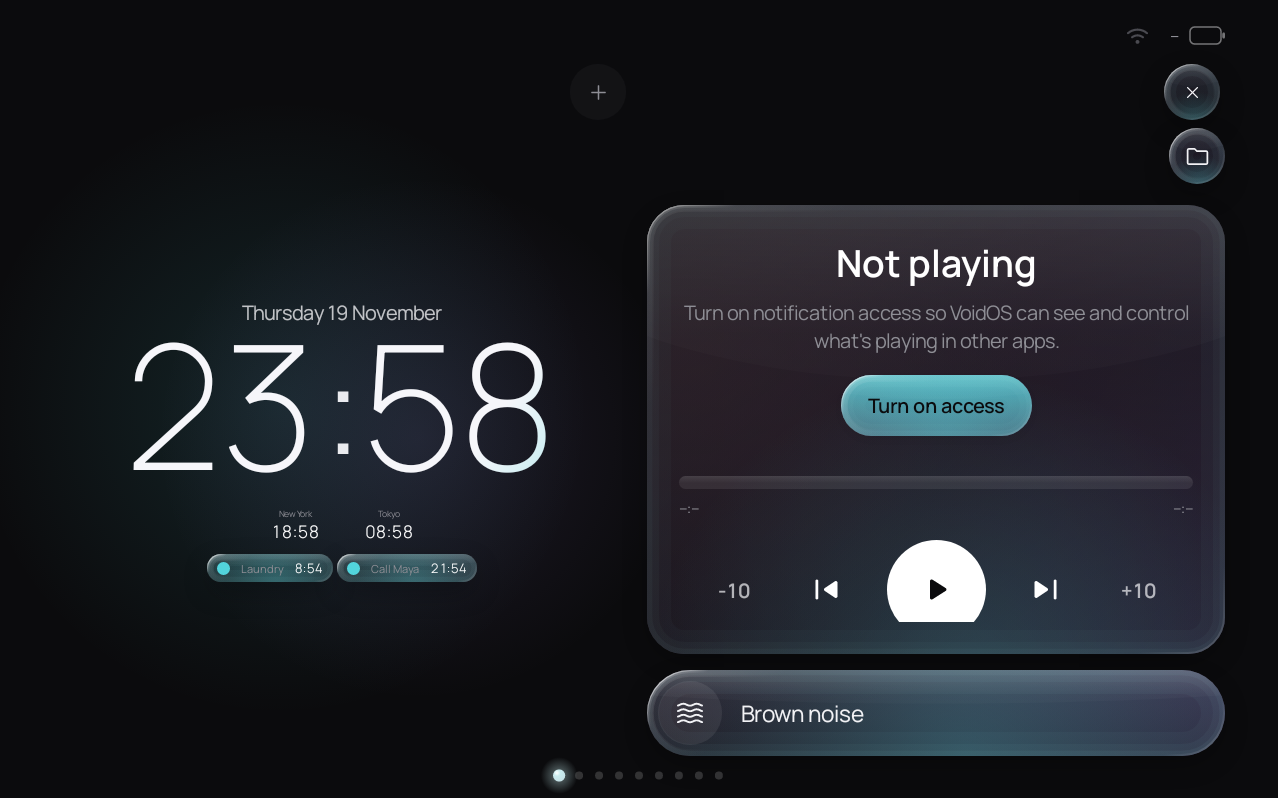 –
Thursday 19 November
23:58
New York
18:58
Tokyo
08:58
Laundry 8:54
Call Maya 21:54
Not playing
Turn on notification access so VoidOS can see and control
what's playing in other apps.
Turn on access
–:–
–:–
-10
+10
Brown noise